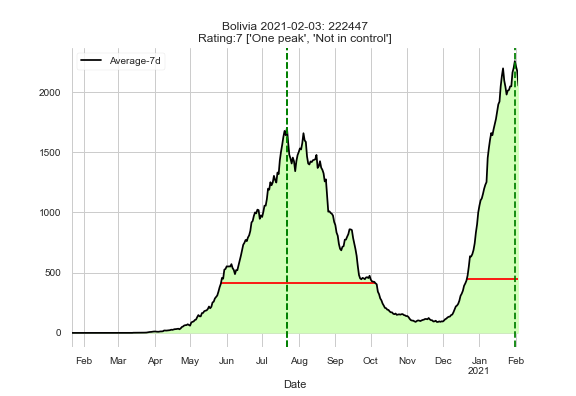 Bolivia 2021-02-03: 222447
Rating:7 ['One peak', 'Not in control']
Average-7d
2000
1500
1000
500
0
Feb Mar Apr May Jun Jul Aug Sep Oct Nov Dec Jan Feb
2021
Date